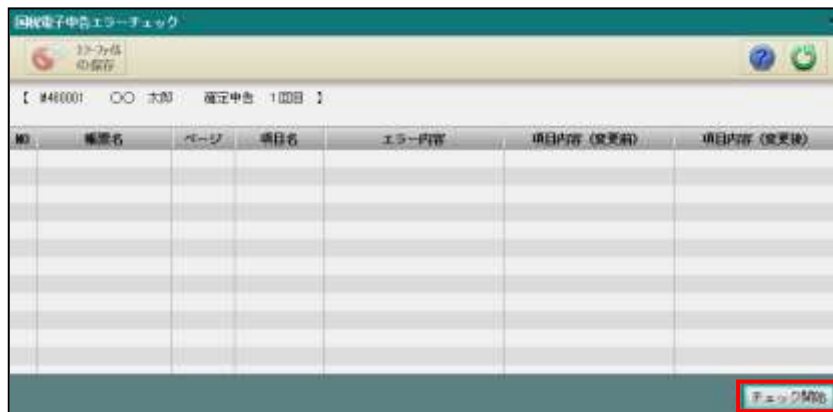 国税電子申告エラーチェック
エラーファイル
の保存
【 #480001 〇〇 太郎 確定申告 1回目 】
NO 帳票名 ページ 項目名 エラー内容 項目内容（変更前） 項目内容（変更後）
チェック開始